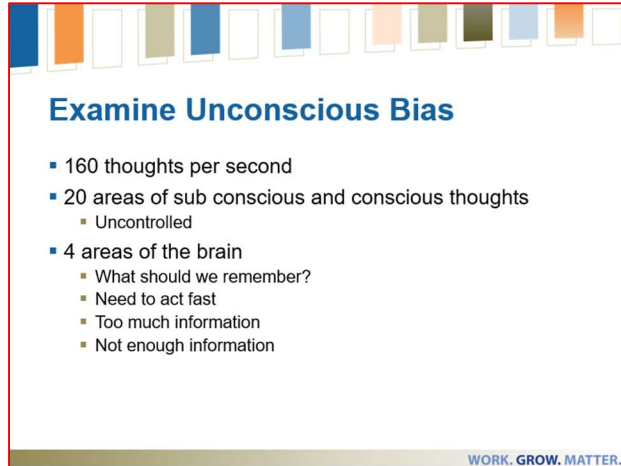 Examine Unconscious Bias
160 thoughts per second
20 areas of sub conscious and conscious thoughts
Uncontrolled
4 areas of the brain
What should we remember?
Need to act fast
Too much information
Not enough information
WORK. GROW. MATTER.